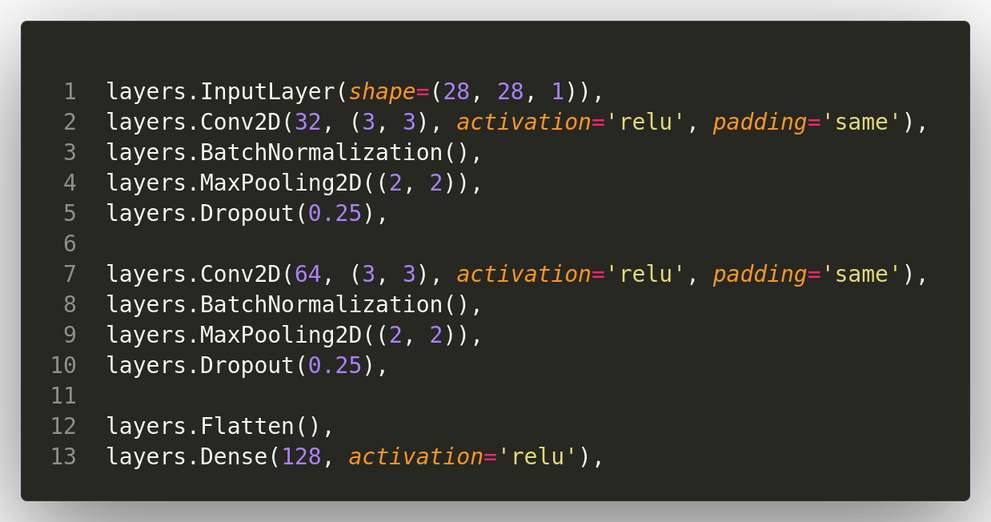 1 layers.InputLayer(shape=(28, 28, 1)),
2 layers.Conv2D(32, (3, 3), activation='relu', padding='same'),
3 layers.BatchNormalization(),
4 layers.MaxPooling2D((2, 2)),
5 layers.Dropout(0.25),
6
7 layers.Conv2D(64, (3, 3), activation='relu', padding='same'),
8 layers.BatchNormalization(),
9 layers.MaxPooling2D((2, 2)),
10 layers.Dropout(0.25),
11
12 layers.Flatten(),
13 layers.Dense(128, activation='relu'),